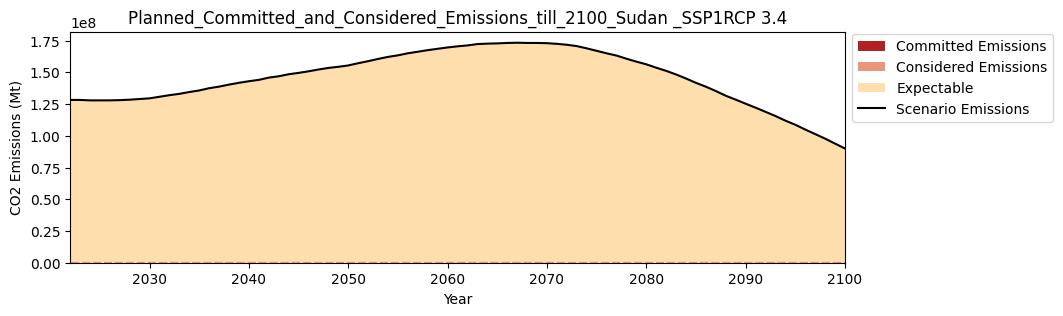 Planned_Committed_and_Considered_Emissions_till_2100_Sudan _SSP1RCP 3.4
1e8
1.75
1.50
1.25
1.00
0.75
0.50
0.25
0.00
CO2 Emissions (Mt)
2030 2040 2050 2060 2070 2080 2090 2100
Year
Committed Emissions
Considered Emissions
Expectable
Scenario Emissions